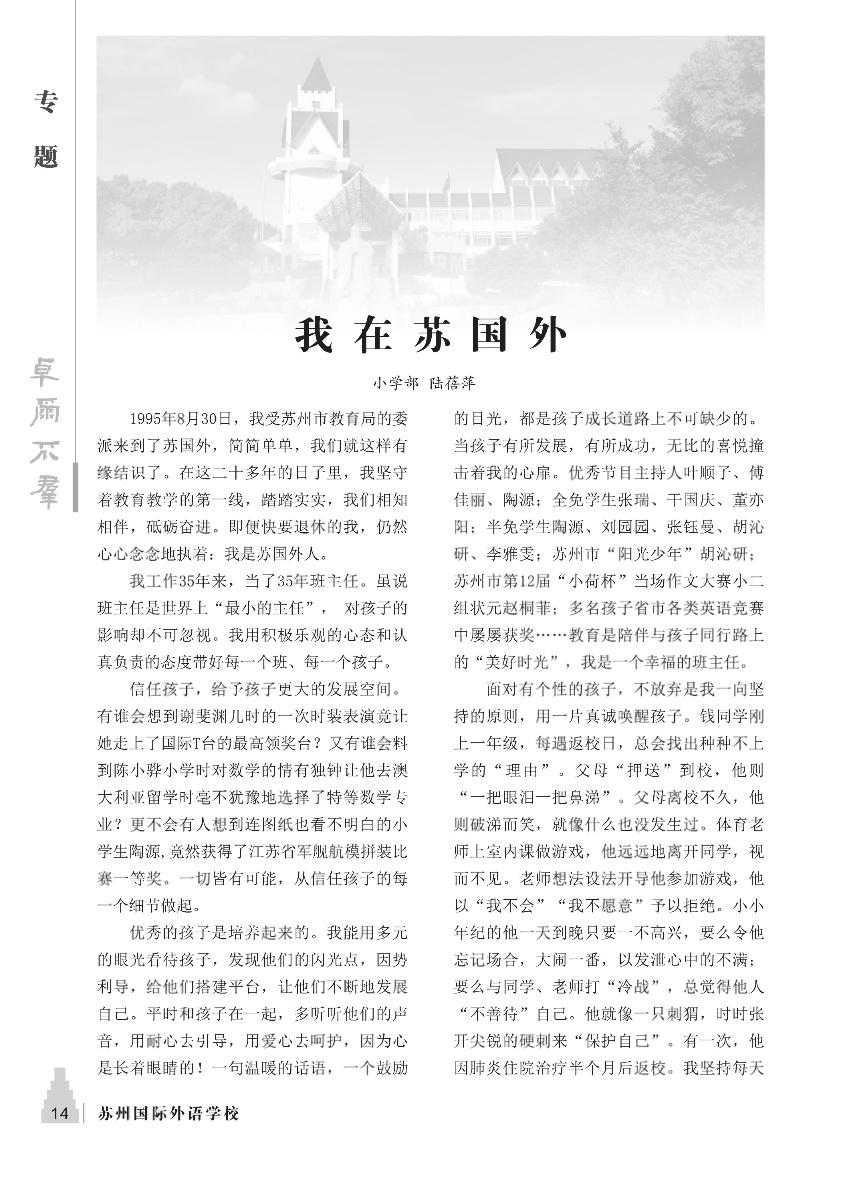 专
题
卓尔不群
我在苏国外
小学部 陆蓓萍
1995年8月30日，我受苏州市教育局的委
派来到了苏国外，简简单单，我们就这样有
缘结识了。在这二十多年的日子里，我坚守
着教育教学的第一线，踏踏实实，我们相知
相伴，砥砺奋进。即便快要退休的我，仍然
心心念念地执着：我是苏国外人。
我工作35年来，当了35年班主任。虽说
班主任是世界上“最小的主任”， 对孩子的
影响却不可忽视。我用积极乐观的心态和认
真负责的态度带好每一个班、每一个孩子。
信任孩子，给予孩子更大的发展空间。
有谁会想到谢斐渊儿时的一次时装表演竟让
她走上了国际T台的最高领奖台？又有谁会料
到陈小骅小学时对数学的情有独钟让他去澳
大利亚留学时毫不犹豫地选择了特等数学专
业？更不会有人想到连图纸也看不明白的小
学生陶源,竟然获得了江苏省军舰航模拼装比
赛一等奖。一切皆有可能，从信任孩子的每
一个细节做起。
优秀的孩子是培养起来的。我能用多元
的眼光看待孩子，发现他们的闪光点，因势
利导，给他们搭建平台，让他们不断地发展
自己。平时和孩子在一起，多听听他们的声
音，用耐心去引导，用爱心去呵护，因为心
是长着眼睛的！一句温暖的话语，一个鼓励
的目光，都是孩子成长道路上不可缺少的。
当孩子有所发展，有所成功，无比的喜悦撞
击着我的心扉。优秀节目主持人叶顺子、傅
佳丽、陶源；全免学生张瑞、干国庆、董亦
阳；半免学生陶源、刘园园、张钰曼、胡沁
研、李雅雯；苏州市“阳光少年”胡沁研；
苏州市第12届“小荷杯”当场作文大赛小二
组状元赵桐菲；多名孩子省市各类英语竞赛
中屡屡获奖……教育是陪伴与孩子同行路上
的“美好时光”，我是一个幸福的班主任。
面对有个性的孩子，不放弃是我一向坚
持的原则，用一片真诚唤醒孩子。钱同学刚
上一年级，每遇返校日，总会找出种种不上
学的“理由”。父母“押送”到校，他则
“一把眼泪一把鼻涕”。父母离校不久，他
则破涕而笑，就像什么也没发生过。体育老
师上室内课做游戏，他远远地离开同学，视
而不见。老师想法设法开导他参加游戏，他
以“我不会”“我不愿意”予以拒绝。小小
年纪的他一天到晚只要一不高兴，要么令他
忘记场合，大闹一番，以发泄心中的不满；
要么与同学、老师打“冷战”，总觉得他人
“不善待”自己。他就像一只刺猬，时时张
开尖锐的硬刺来“保护自己”。有一次，他
因肺炎住院治疗半个月后返校。我坚持每天
14 苏州国际外语学校